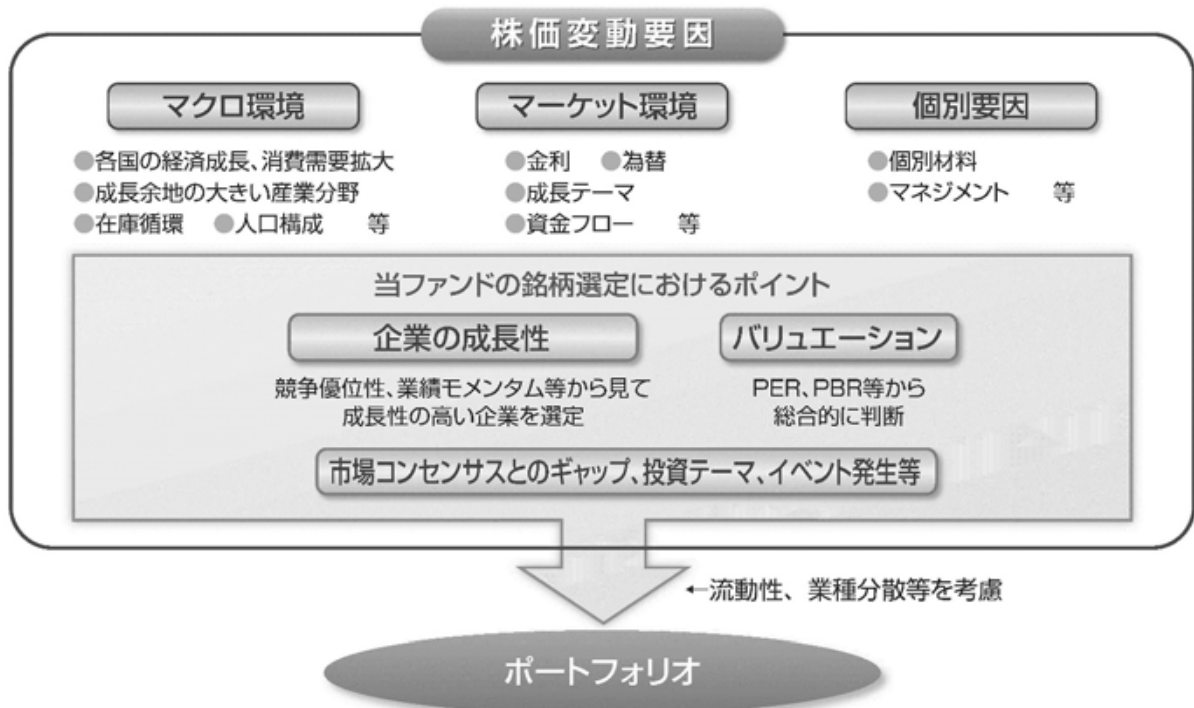 株価変動要因
マクロ環境
●各国の経済成長、消費需要拡大
●成長余地の大きい産業分野
●在庫循環 ●人口構成 等
マーケット環境
●金利 ●為替
●成長テーマ
●資金フロー 等
個別要因
●個別材料
●マネジメント 等
当ファンドの銘柄選定におけるポイント
企業の成長性
競争優位性、業績モメンタム等から見て
成長性の高い企業を選定
バリュエーション
PER、PBR等から
総合的に判断
市場コンセンサスとのギャップ、投資テーマ、イベント発生等
←流動性、業種分散等を考慮
ポートフォリオ